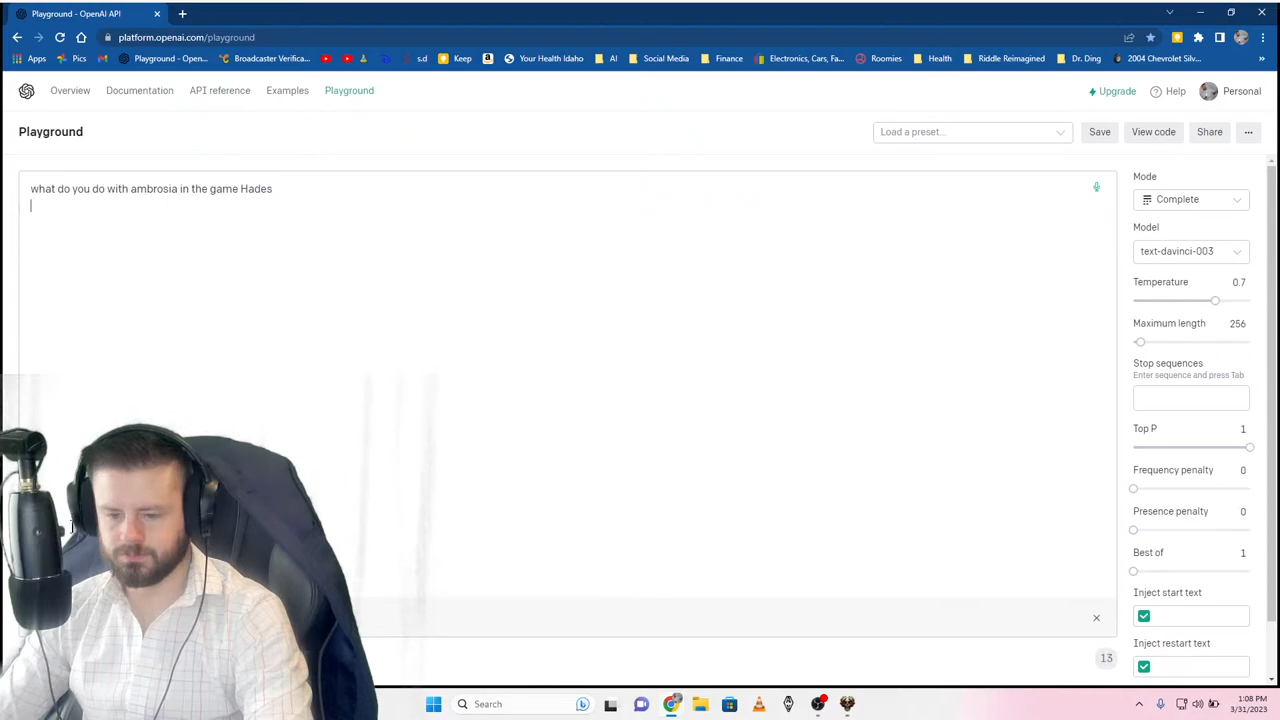 Playground - OpenAI API
platform.openai.com/playground
Apps Pics Playground - Open... Broadcaster Verifica... s.d Keep Your Health Idaho AI Social Media Finance Electronics, Cars, Fa... Roomies Health Riddle Reimagined Dr. Ding 2004 Chevrolet Silv... »
Overview Documentation API reference Examples Playground Upgrade Help Personal
Playground Load a preset... Save View code Share ...
what do you do with ambrosia in the game Hades
Mode
Complete
Model
text-davinci-003
Temperature 0.7
Maximum length 256
Stop sequences
Enter sequence and press Tab
Top P 1
Frequency penalty 0
Presence penalty 0
Best of 1
Inject start text
Inject restart text
13
Search
1:08 PM
3/31/2023